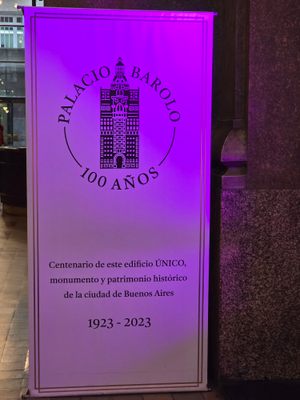 PALACIO BAROLO
100 AÑOS
Centenario de este edificio ÚNICO,
monumento y patrimonio histórico
de la ciudad de Buenos Aires
1923 - 2023